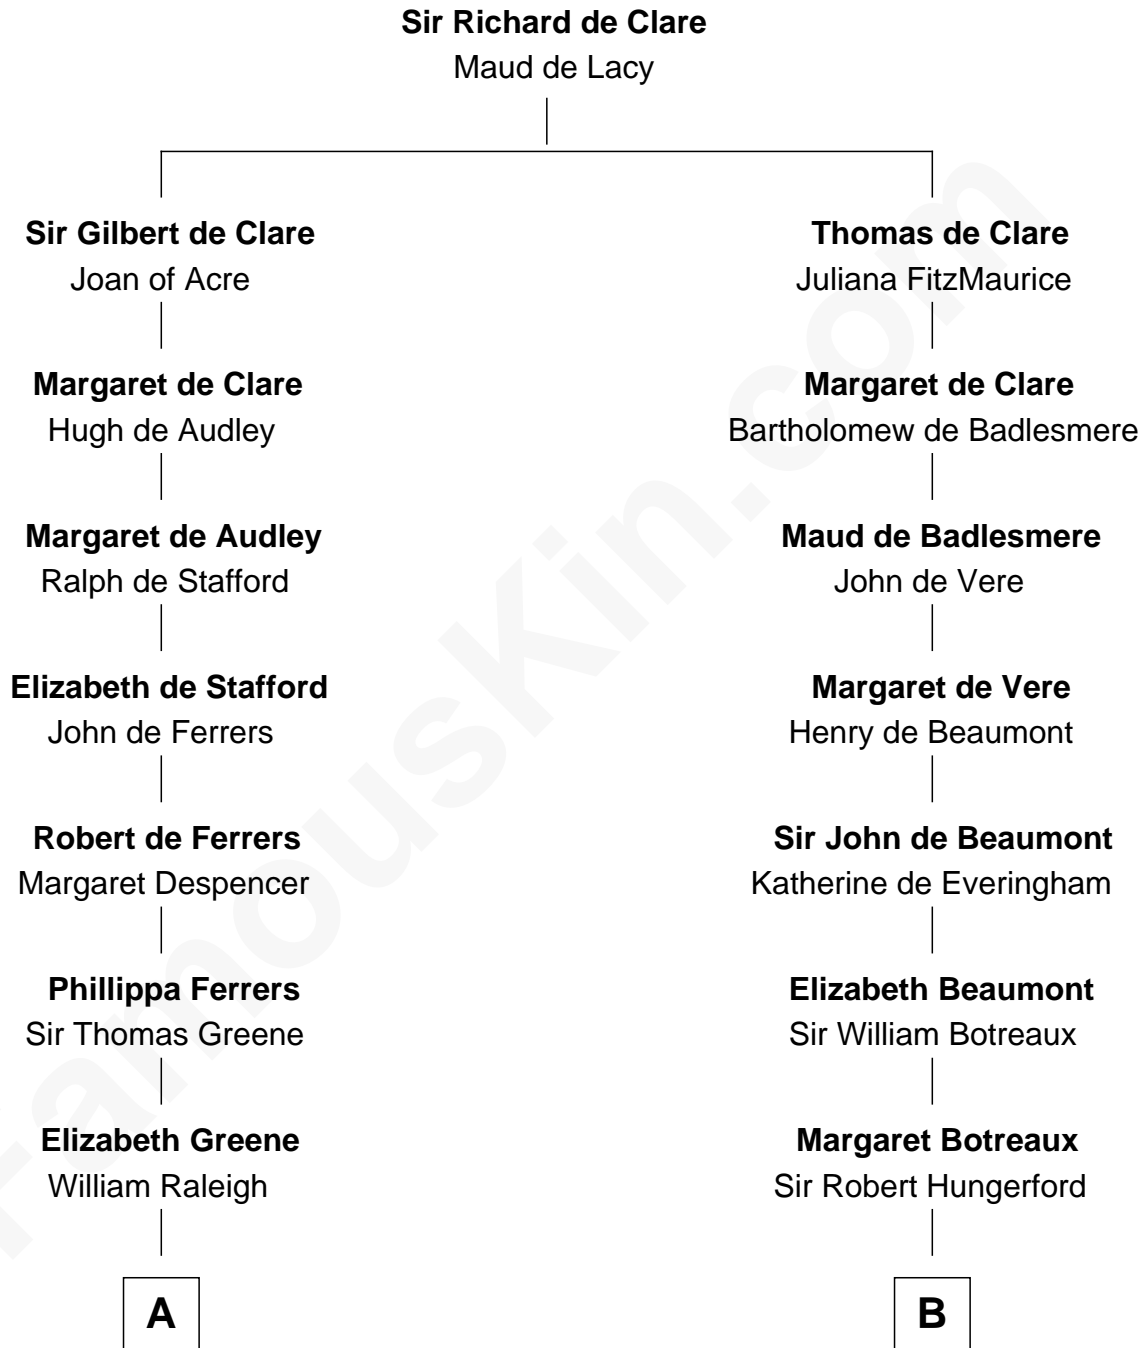 Sir Richard de Clare
Maud de Lacy
Sir Gilbert de Clare
Joan of Acre
Thomas de Clare
Juliana FitzMaurice
Margaret de Clare
Hugh de Audley
Margaret de Clare
Bartholomew de Badlesmere
Margaret de Audley
Ralph de Stafford
Maud de Badlesmere
John de Vere
Elizabeth de Stafford
John de Ferrers
Margaret de Vere
Henry de Beaumont
Robert de Ferrers
Margaret Despencer
Sir John de Beaumont
Katherine de Everingham
Phillippa Ferrers
Sir Thomas Greene
Elizabeth Beaumont
Sir William Botreaux
Elizabeth Greene
William Raleigh
Margaret Botreaux
Sir Robert Hungerford
A
B
FamousKin.com